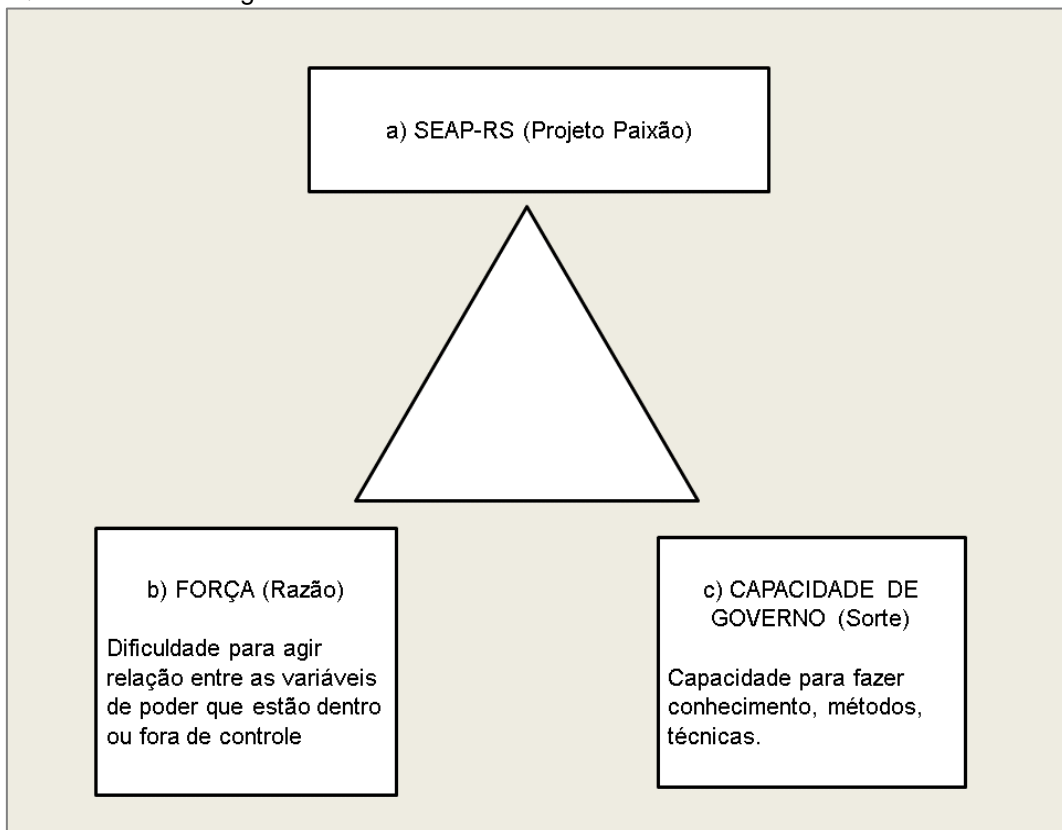 a) SEAP-RS (Projeto Paixão)
b) FORÇA (Razão)
Dificuldade para agir
relação entre as variáveis
de poder que estão dentro
ou fora de controle
c) CAPACIDADE DE
GOVERNO (Sorte)
Capacidade para fazer
conhecimento, métodos,
técnicas.